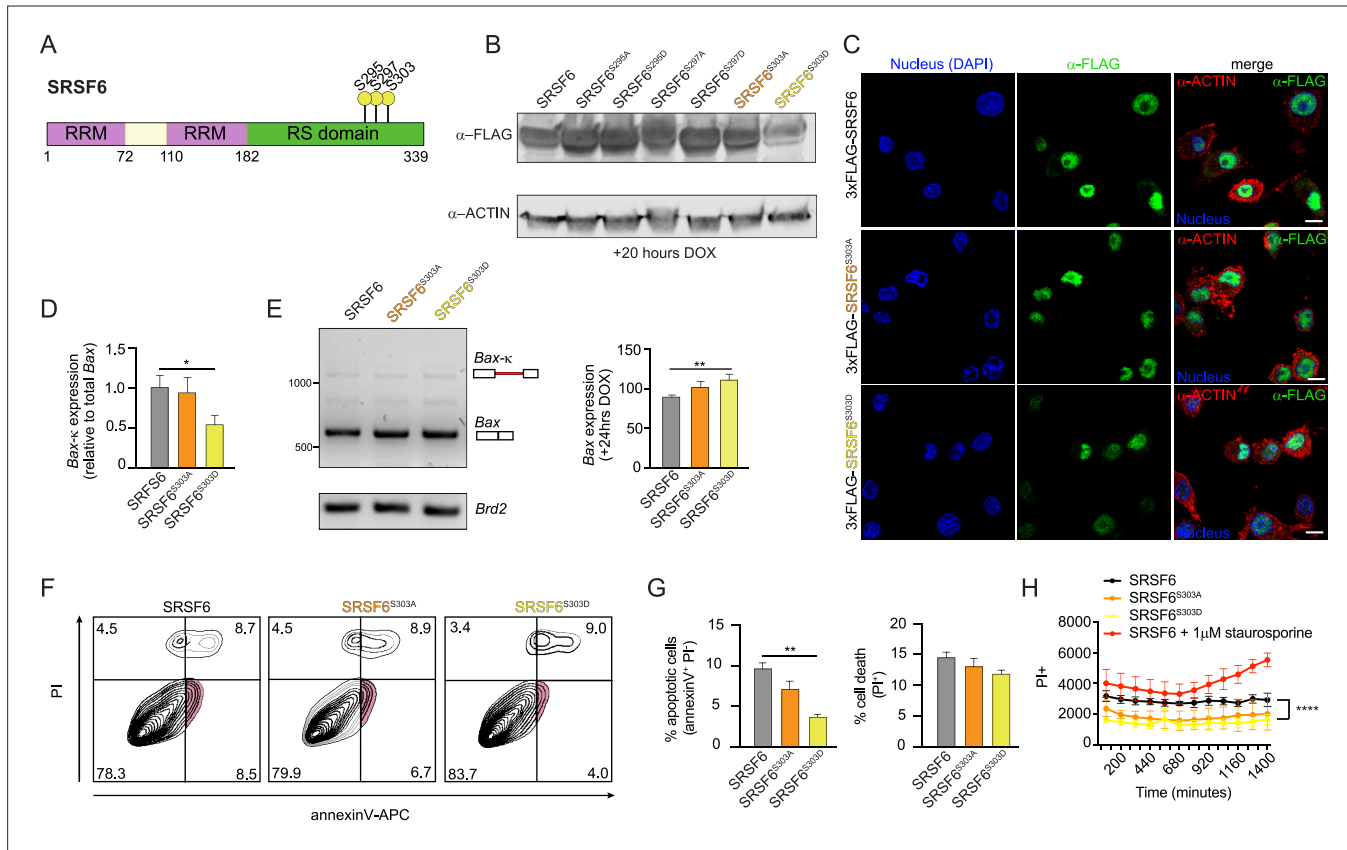 A
SRSF6
S295
S297
S303
RRM
RRM
RS domain
1
72
110
182
339
B
SRSF6
SRSF6S295A
SRSF6S295D
SRSF6S297A
SRSF6S297D
SRSF6S303A
SRSF6S303D
α–FLAG
α–ACTIN
+20 hours DOX
C
Nucleus (DAPI)
α-FLAG
merge
3xFLAG-SRSF6
α-ACTIN
α-FLAG
Nucleus
3xFLAG-SRSF6S303A
α-ACTIN
α-FLAG
Nucleus
3xFLAG-SRSF6S303D
α-ACTIN
α-FLAG
Nucleus
D
Bax-κ expression
(relative to total Bax)
1.5
1.0
0.5
0
*
SRFS6
SRSF6S303A
SRSF6S303D
E
SRSF6
SRSF6S303A
SRSF6S303D
1000
500
Bax-κ
Bax
Brd2
Bax expression
(+24hrs DOX)
150
100
50
0
**
SRSF6
SRSF6S303A
SRSF6S303D
F
SRSF6
SRSF6S303A
SRSF6S303D
PI
4.5
8.7
78.3
8.5
4.5
8.9
79.9
6.7
3.4
9.0
83.7
4.0
annexinV-APC
G
% apoptotic cells
(annexinV+ PI-)
15
10
5
0
**
SRSF6
SRSF6S303A
SRSF6S303D
% cell death
(PI+)
20
15
10
5
0
SRSF6
SRSF6S303A
SRSF6S303D
H
SRSF6
SRSF6S303A
SRSF6S303D
SRSF6 + 1μM staurosporine
PI+
8000
6000
4000
2000
0
****
200
440
680
920
1160
1400
Time (minutes)